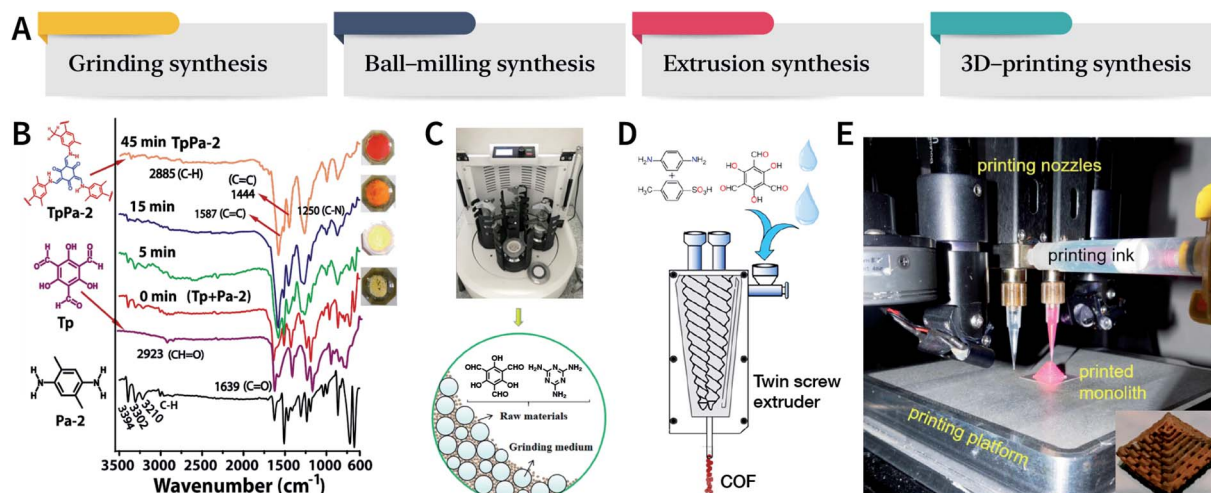 A
Grinding synthesis
Ball–milling synthesis
Extrusion synthesis
3D–printing synthesis
B
45 min TpPa-2
2885 (C-H)
(C=C)
1444
1587 (C=C)
1250 (C-N)
15 min
5 min
0 min (Tp+Pa-2)
2923 (CH=O)
1639 (C=O)
C-H
3394
3302
3210
TpPa-2
Tp
Pa-2
3500 3000 2500 2000 1500 1000 600
Wavenumber (cm⁻¹)
C
Raw materials
Grinding medium
D
Twin screw
extruder
COF
E
printing nozzles
printing ink
printed
monolith
printing platform